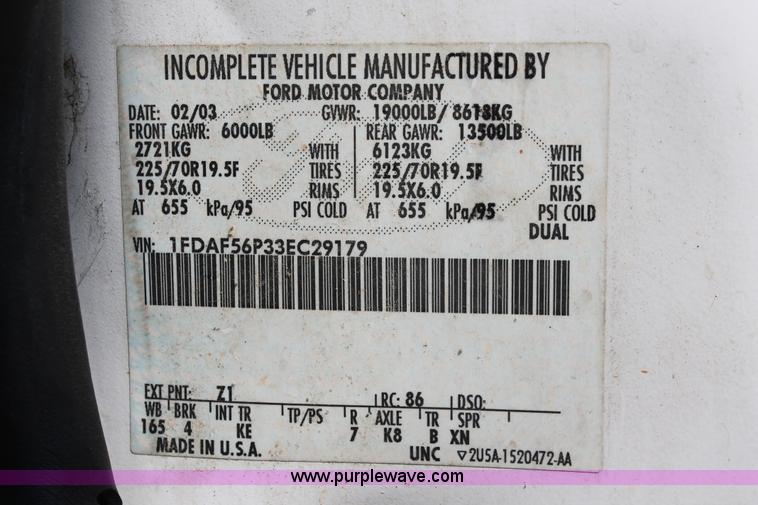 INCOMPLETE VEHICLE MANUFACTURED BY
FORD MOTOR COMPANY
DATE: 02/03 GVWR: 19000LB/ 8618KG
FRONT GAWR: 6000LB REAR GAWR: 13500LB
2721KG WITH 6123KG WITH
225/70R19.5F TIRES 225/70R19.5F TIRES
19.5X6.0 RIMS 19.5X6.0 RIMS
AT 655 kPa/95 PSI COLD AT 655 kPa/95 PSI COLD
DUAL
VIN: 1FDAF56P33EC29179
EXT PNT: Z1 RC: 86 DSO:
WB BRK INT TR TP/PS R AXLE TR SPR
165 4 KE 7 K8 B XN
MADE IN U.S.A. UNC ▽2U5A-1520472-AA
www.purplewave.com